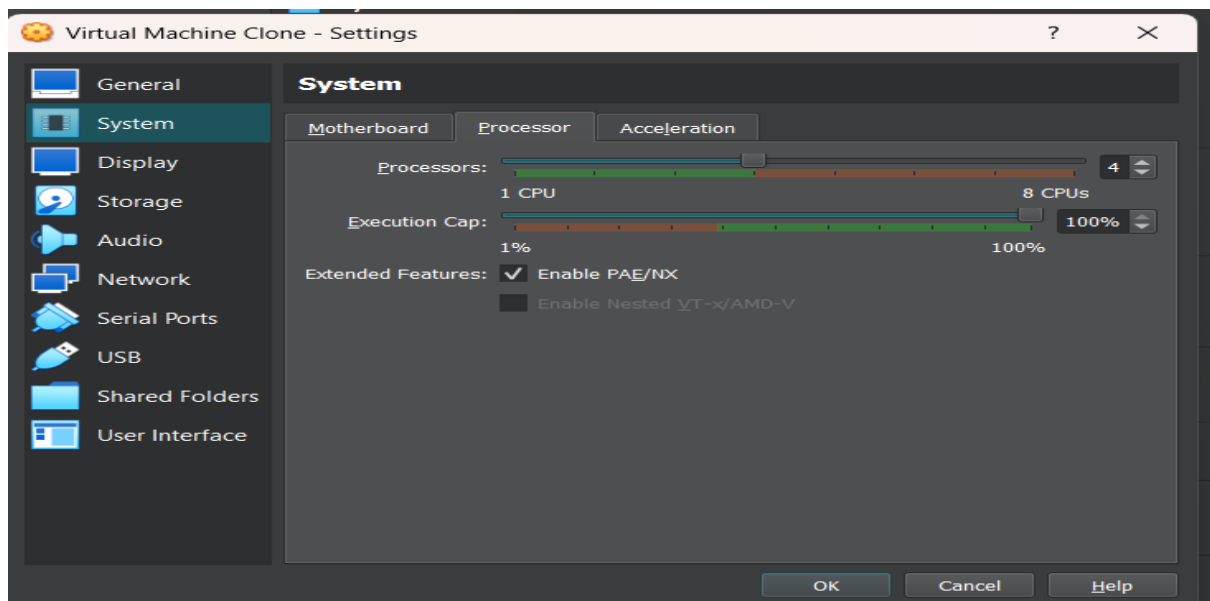 Virtual Machine Clone - Settings ?
General
System
Display
Storage
Audio
Network
Serial Ports
USB
Shared Folders
User Interface
System
Motherboard Processor Acceleration
Processors: 4
1 CPU 8 CPUs
Execution Cap: 100%
1% 100%
Extended Features: Enable PAE/NX
Enable Nested VT-x/AMD-V
OK Cancel Help